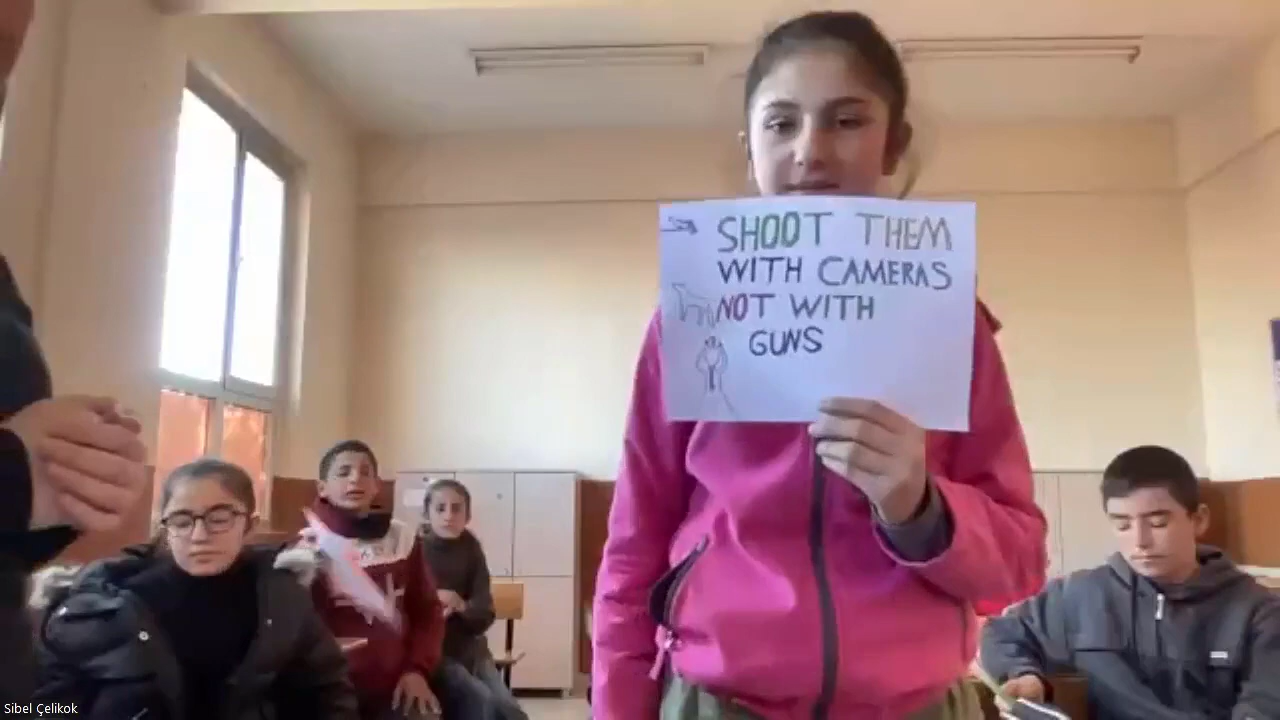 SHOOT THEM
WITH CAMERAS
NOT WITH
GUNS
Sibel Çelikok